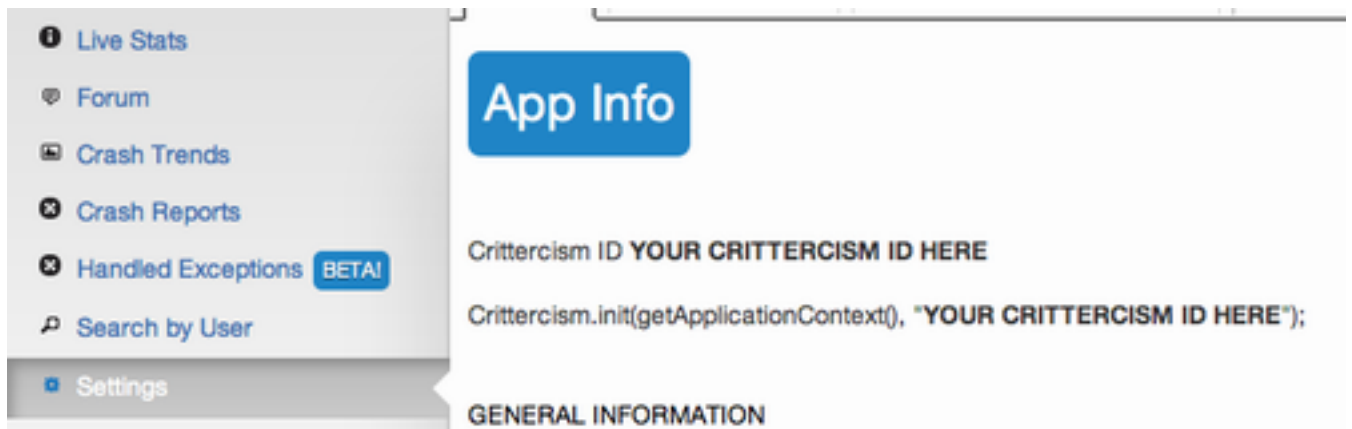 Live Stats
Forum
Crash Trends
Crash Reports
Handled Exceptions BETA!
Search by User
Settings
App Info
Crittercism ID YOUR CRITTERCISM ID HERE
Crittercism.init(getApplicationContext(), "YOUR CRITTERCISM ID HERE");
GENERAL INFORMATION